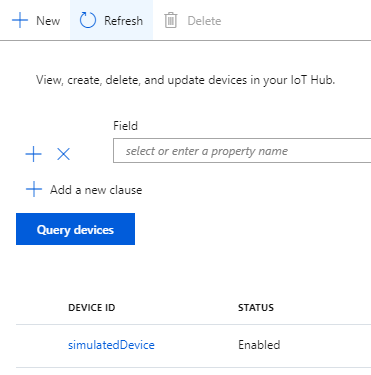 New Refresh Delete
View, create, delete, and update devices in your IoT Hub.
Field
select or enter a property name
Add a new clause
Query devices
DEVICE ID STATUS
simulatedDevice Enabled